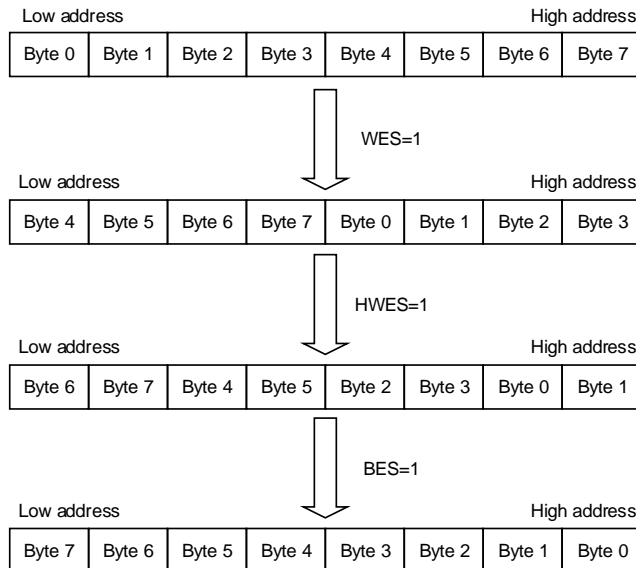 Low address High address
Byte 0 Byte 1 Byte 2 Byte 3 Byte 4 Byte 5 Byte 6 Byte 7
WES=1
Low address High address
Byte 4 Byte 5 Byte 6 Byte 7 Byte 0 Byte 1 Byte 2 Byte 3
HWES=1
Low address High address
Byte 6 Byte 7 Byte 4 Byte 5 Byte 2 Byte 3 Byte 0 Byte 1
BES=1
Low address High address
Byte 7 Byte 6 Byte 5 Byte 4 Byte 3 Byte 2 Byte 1 Byte 0